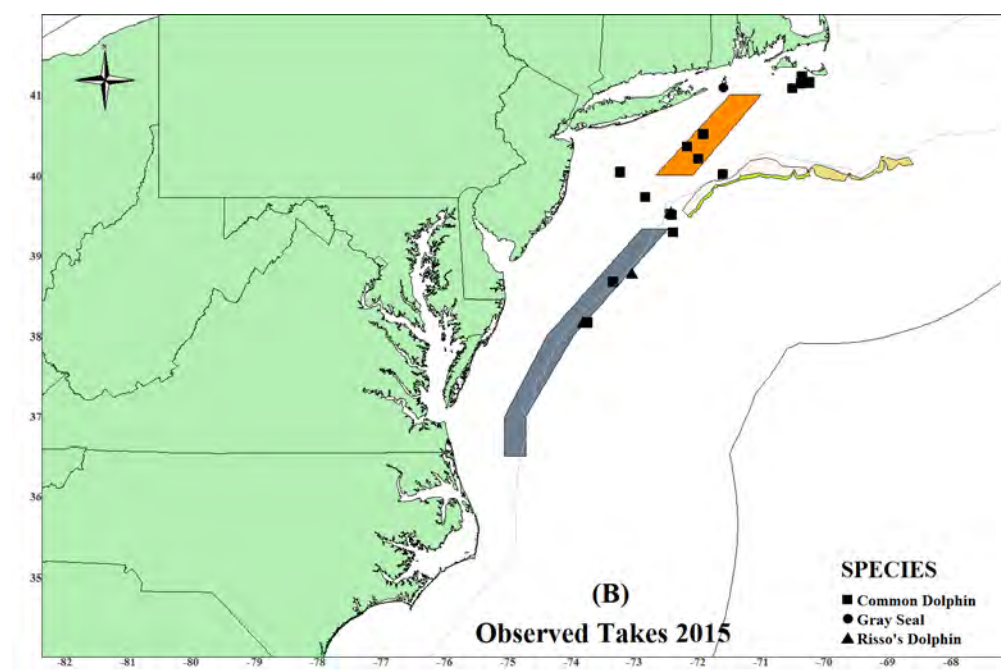 41
40
39
38
37
36
35
SPECIES
(B)
Common Dolphin
Gray Seal
Observed Takes 2015
Risso's Dolphin
-82 -81 -80 -79 -78 -77 -76 -75 -74 -73 -72 -71 -70 -69 -68 -67